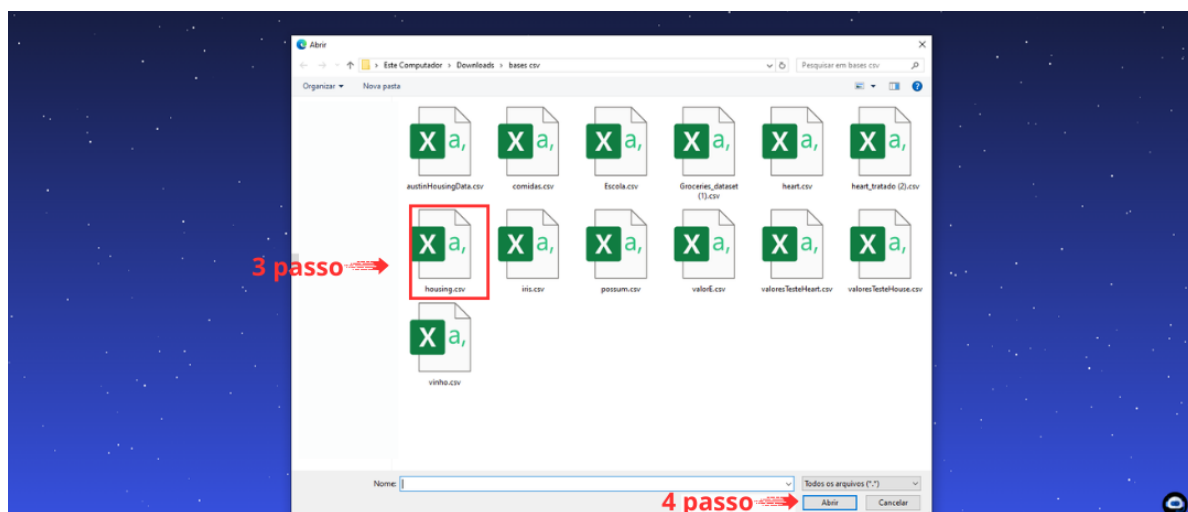 Abrir
Este Computador > Downloads > bases csv
Pesquisar em bases csv
Organizar
Nova pasta
X a, X a, X a, X a, X a, X a,
austinHousingData.csv comidas.csv Escola.csv Groceries_dataset heart.csv heart_tratado (2).csv
(1).csv
X a, X a, X a, X a, X a, X a,
3 passo
housing.csv iris.csv possum.csv valorE.csv valoresTesteHeart.csv valoresTesteHouse.csv
X a,
vinho.csv
Nome:
Todos os arquivos (*.*)
4 passo
Abrir
Cancelar